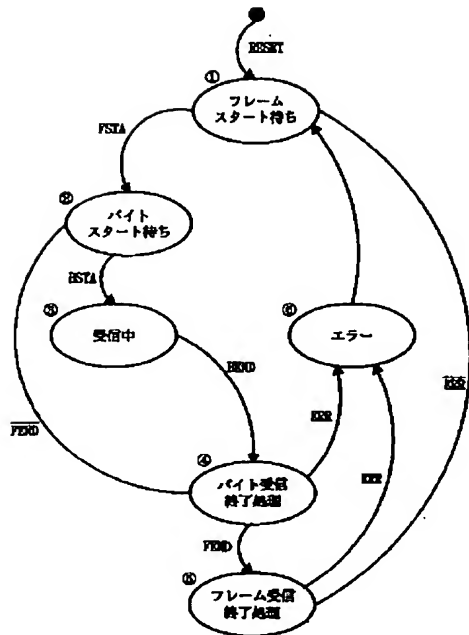 RESET
①
フレーム
スタート待ち
FSTA
②
バイト
スタート待ち
BSTA
③
受信中
⑥
エラー
BEND
ERR
FEND
ERR
ERR
④
バイト受信
終了処理
FEND
⑤
フレーム受信
終了処理